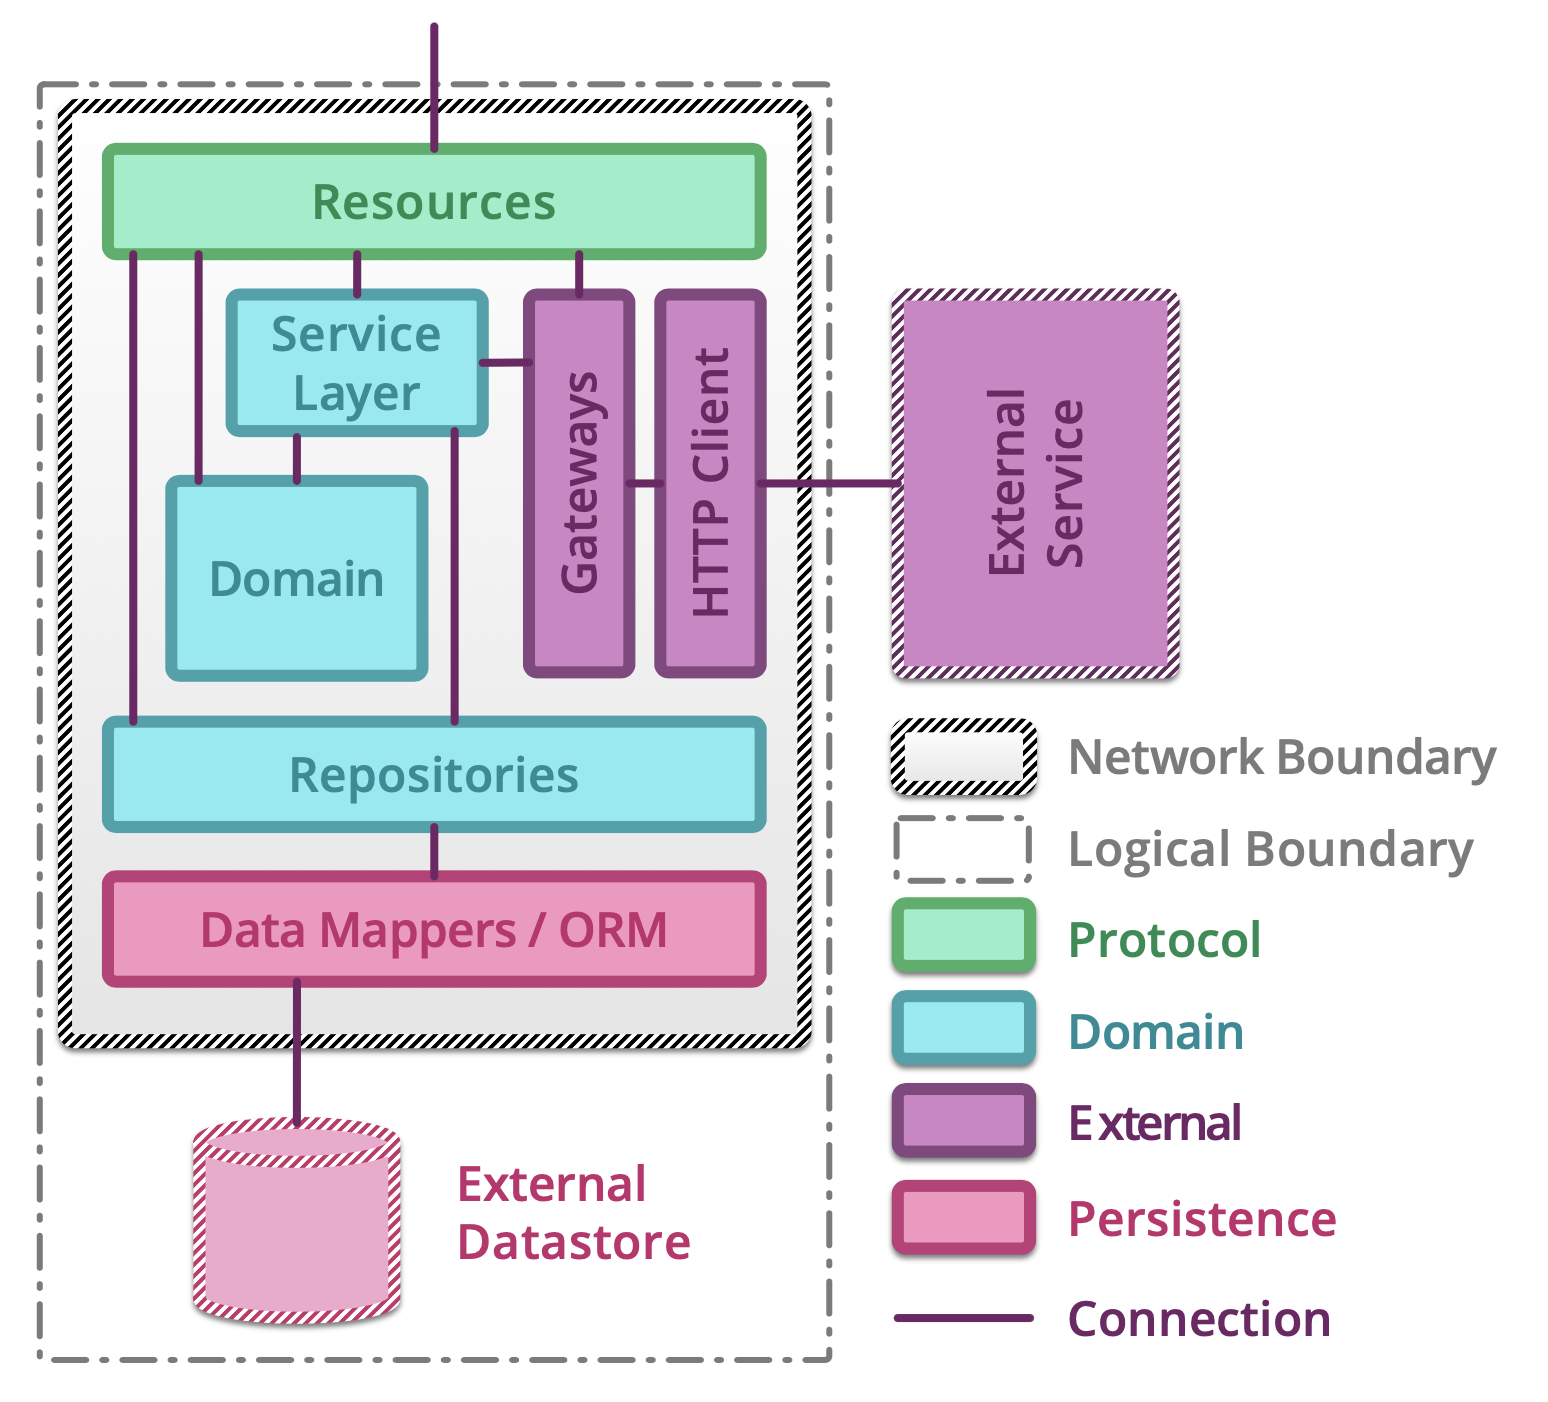 Resources
Service
Layer
Gateways
HTTP Client
External
Service
Domain
Repositories
Data Mappers / ORM
External
Datastore
Network Boundary
Logical Boundary
Protocol
Domain
External
Persistence
Connection